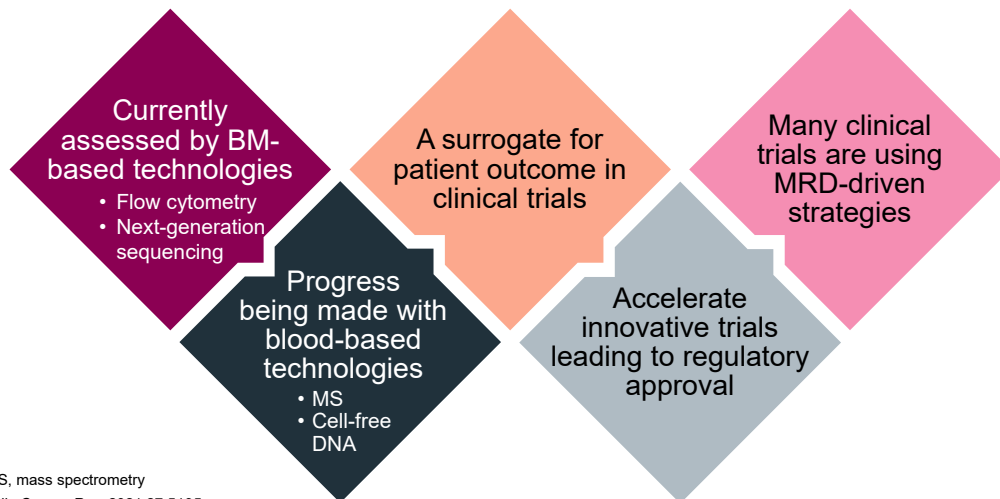 Currently
assessed by BM-
based technologies
• Flow cytometry
• Next-generation
sequencing
Progress
being made with
blood-based
technologies
• MS
• Cell-free
DNA
A surrogate for
patient outcome in
clinical trials
Accelerate
innovative trials
leading to regulatory
approval
Many clinical
trials are using
MRD-driven
strategies
S, mass spectrometry